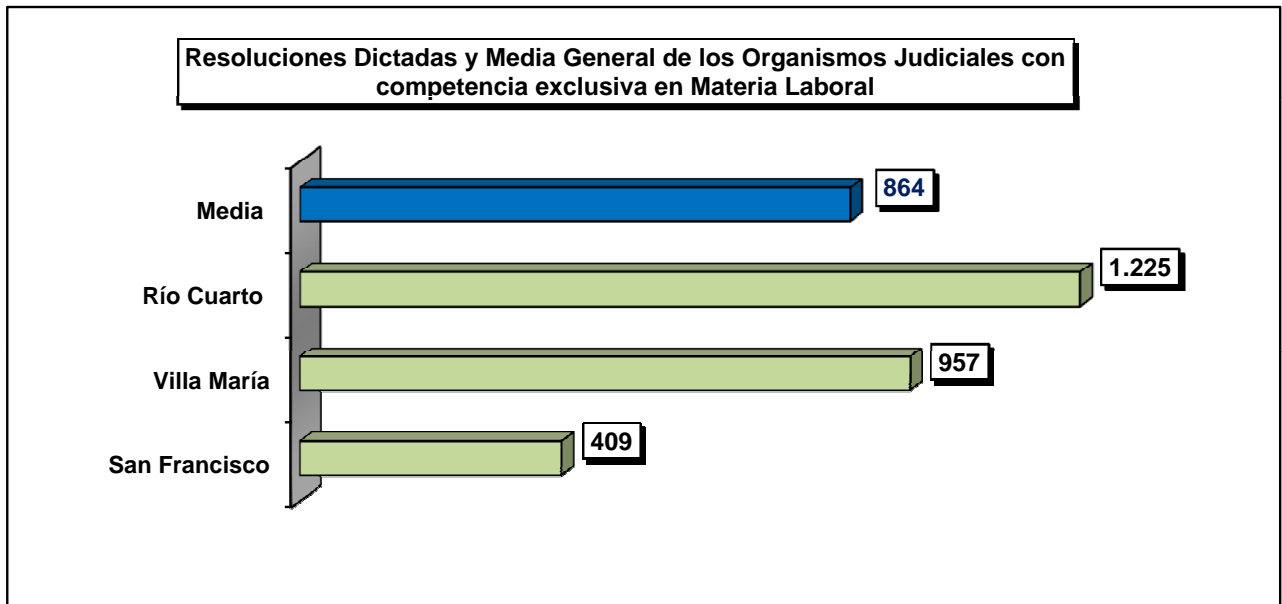 Resoluciones Dictadas y Media General de los Organismos Judiciales con
competencia exclusiva en Materia Laboral
Media 864
Río Cuarto 1.225
Villa María 957
San Francisco 409